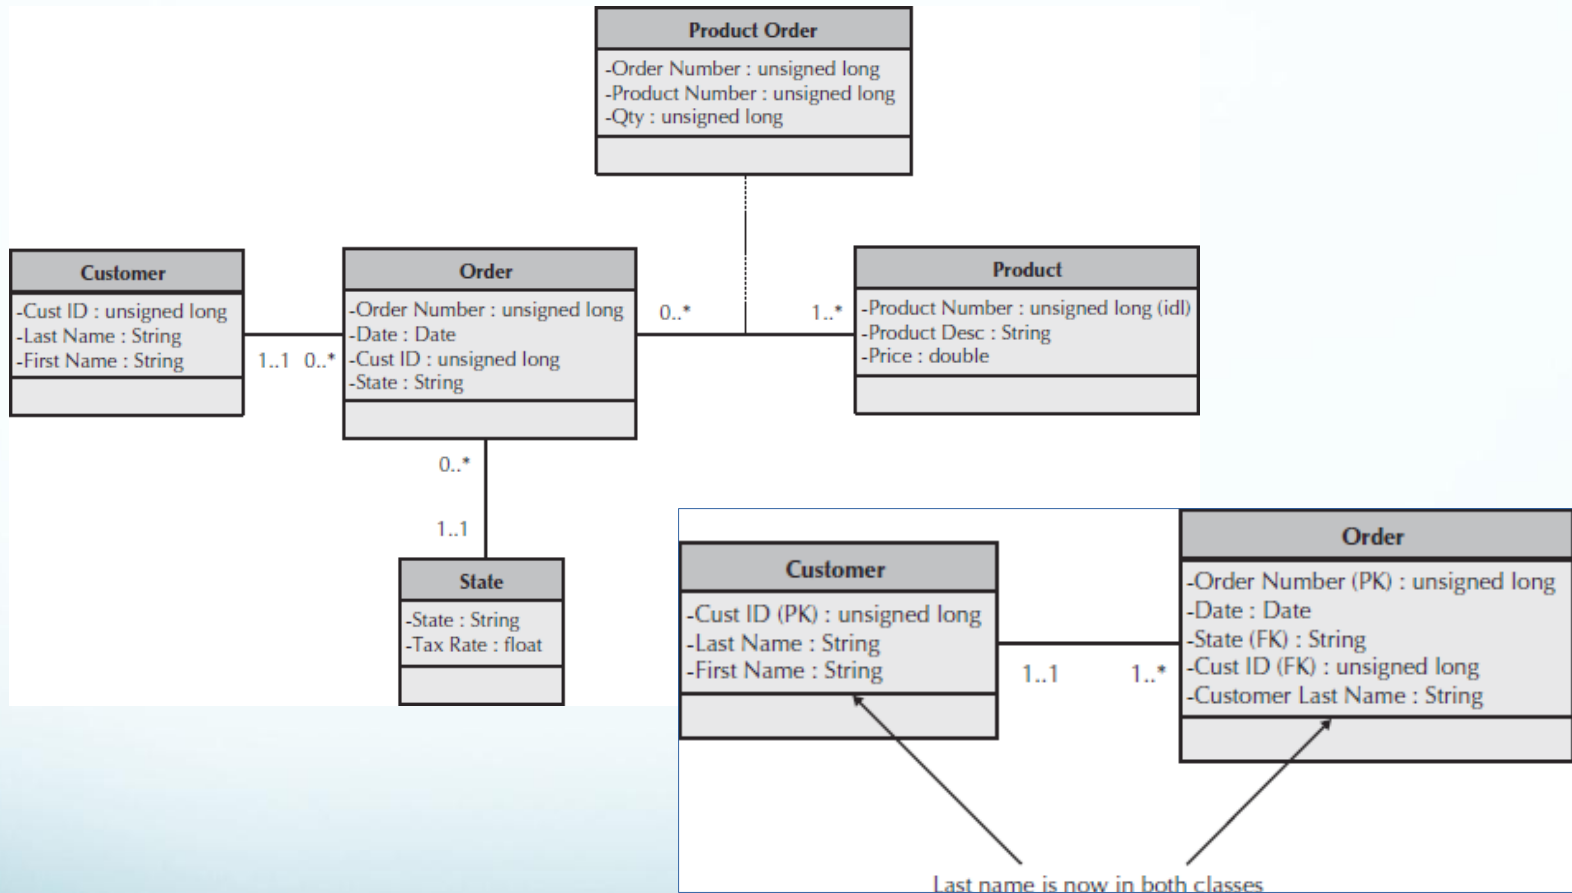 Product Order
-Order Number : unsigned long
-Product Number : unsigned long
-Qty : unsigned long
Customer
-Cust ID : unsigned long
-Last Name : String
-First Name : String
1..1 0..*
Order
-Order Number : unsigned long
-Date : Date
-Cust ID : unsigned long
-State : String
0..*
1..*
Product
-Product Number : unsigned long (idl)
-Product Desc : String
-Price : double
0..*
1..1
State
-State : String
-Tax Rate : float
Customer
-Cust ID (PK) : unsigned long
-Last Name : String
-First Name : String
1..1
1..*
Order
-Order Number (PK) : unsigned long
-Date : Date
-State (FK) : String
-Cust ID (FK) : unsigned long
-Customer Last Name : String
Last name is now in both classes